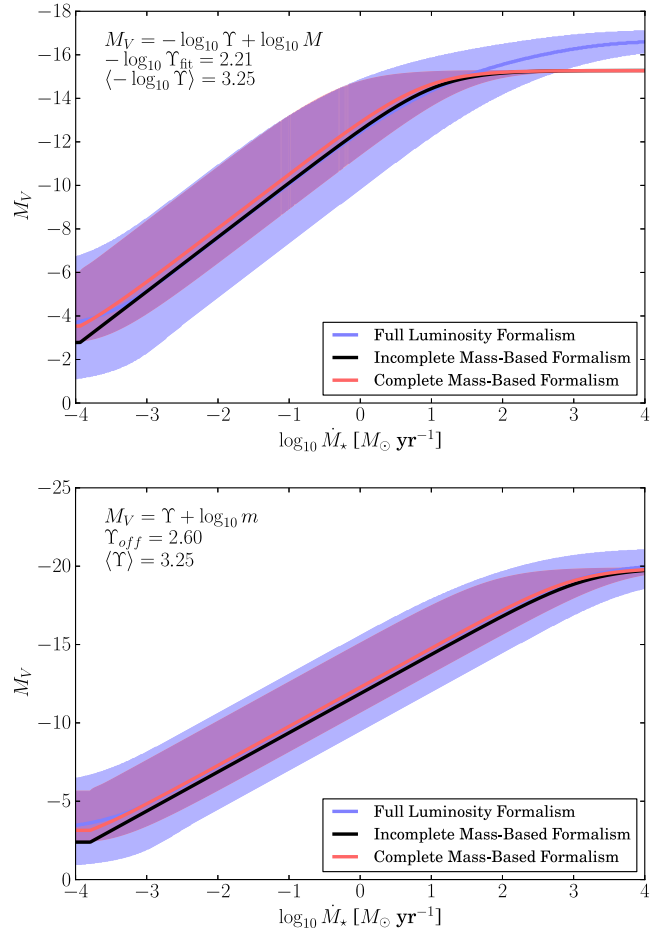 −18
−16
−14
−12
−10
−8
−6
−4
−2
0
M_V
M_V = − log₁₀ Υ + log₁₀ M
− log₁₀ Υ_fit = 2.21
⟨− log₁₀ Υ⟩ = 3.25
Full Luminosity Formalism
Incomplete Mass-Based Formalism
Complete Mass-Based Formalism
−4 −3 −2 −1 0 1 2 3 4
log₁₀ Ṁ⋆ [M⊙ yr⁻¹]
−25
−20
−15
−10
−5
0
M_V
M_V = Υ + log₁₀ m
Υ_off = 2.60
⟨Υ⟩ = 3.25
Full Luminosity Formalism
Incomplete Mass-Based Formalism
Complete Mass-Based Formalism
−4 −3 −2 −1 0 1 2 3 4
log₁₀ Ṁ⋆ [M⊙ yr⁻¹]